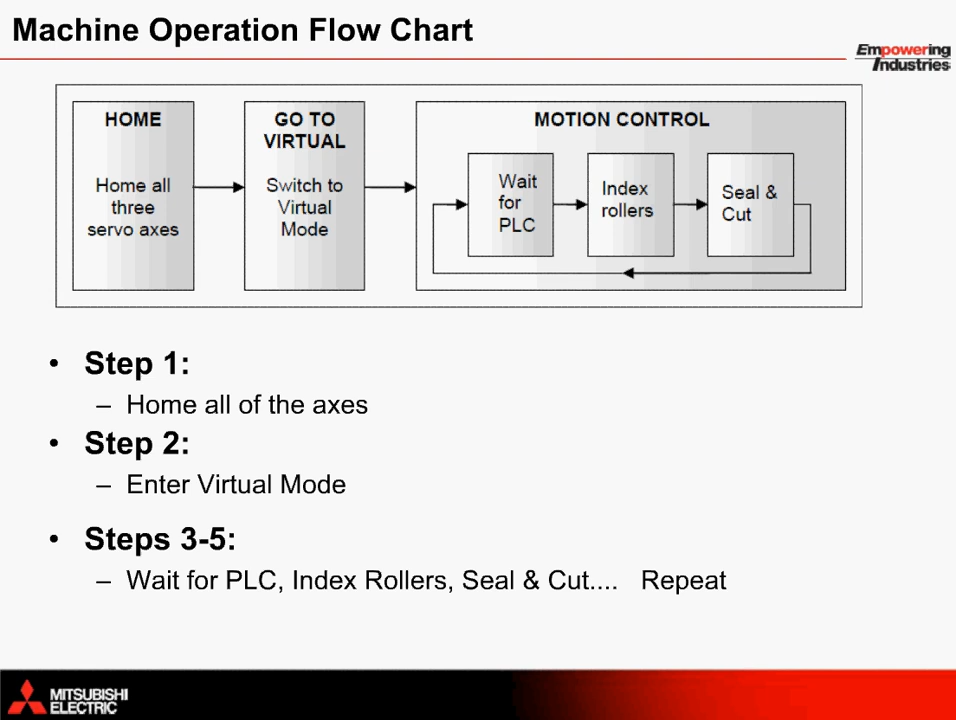 Machine Operation Flow Chart
Empowering
Industries
HOME
Home all
three
servo axes
GO TO
VIRTUAL
Switch to
Virtual
Mode
MOTION CONTROL
Wait
for
PLC
Index
rollers
Seal &
Cut
• Step 1:
– Home all of the axes
• Step 2:
– Enter Virtual Mode
• Steps 3-5:
– Wait for PLC, Index Rollers, Seal & Cut.... Repeat
MITSUBISHI
ELECTRIC